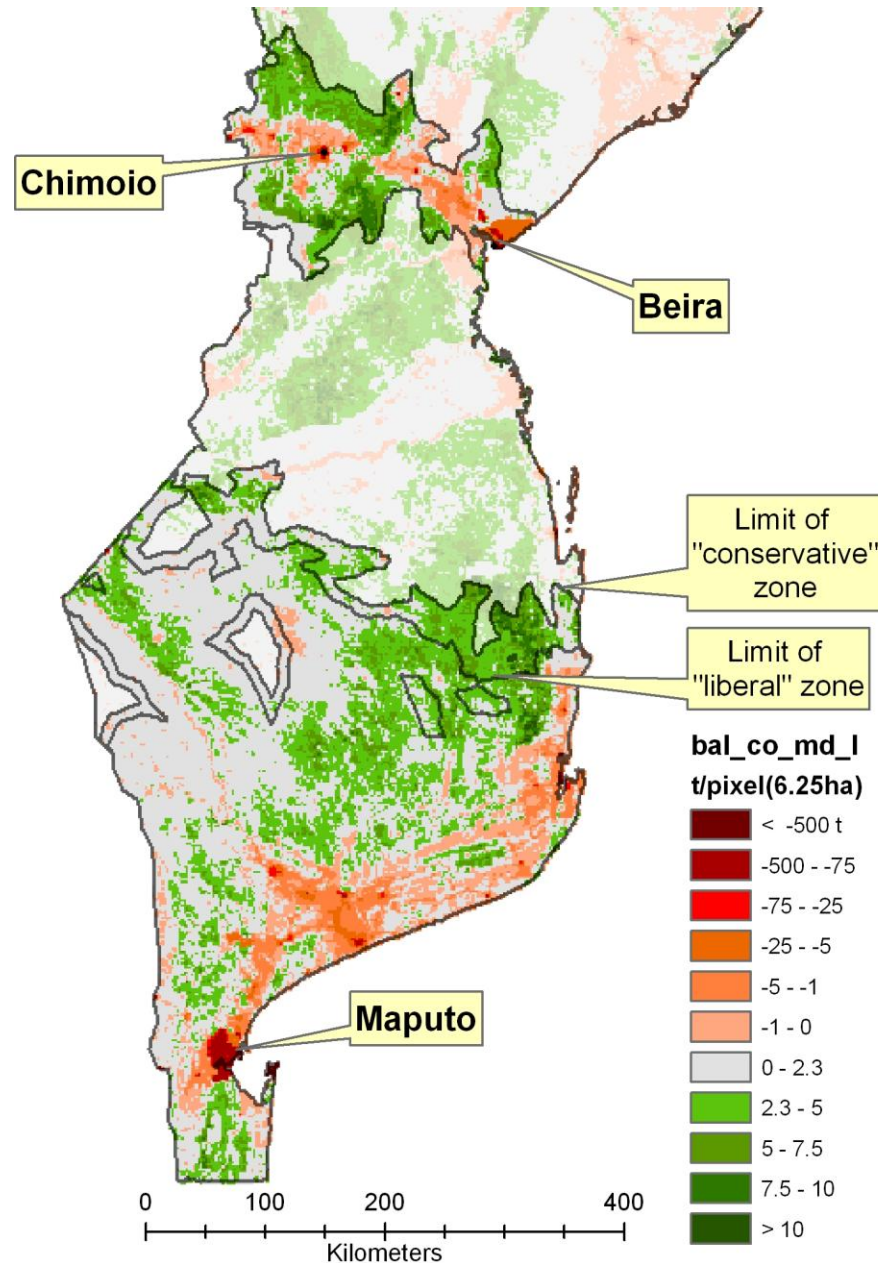 Chimoio
Beira
Limit of
"conservative"
zone
Limit of
"liberal" zone
bal_co_md_l
t/pixel(6.25ha)
< -500 t
-500 - -75
-75 - -25
-25 - -5
-5 - -1
-1 - 0
0 - 2.3
2.3 - 5
5 - 7.5
7.5 - 10
> 10
Maputo
0 100 200 400
Kilometers